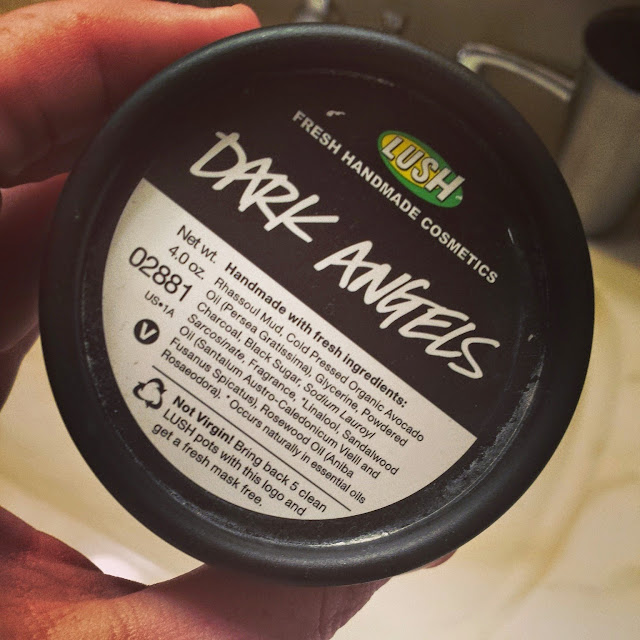 LUSH
FRESH HANDMADE COSMETICS
DARK ANGELS
Net wt.
4.0 oz.
02881
US•1A
V
Handmade with fresh ingredients:
Rhassoul Mud, Cold Pressed Organic Avocado
Oil (Persea Gratissima), Glycerine, Powdered
Charcoal, Black Sugar, Sodium Lauroyl
Sarcosinate, Fragrance, *Linalool, Sandalwood
Oil (Santalum Austro-Caledonicum Vieill and
Fusanus Spicatus), Rosewood Oil (Aniba
Rosaeodora). * Occurs naturally in essential oils
Not Virgin! Bring back 5 clean
LUSH pots with this logo and
get a fresh mask free.